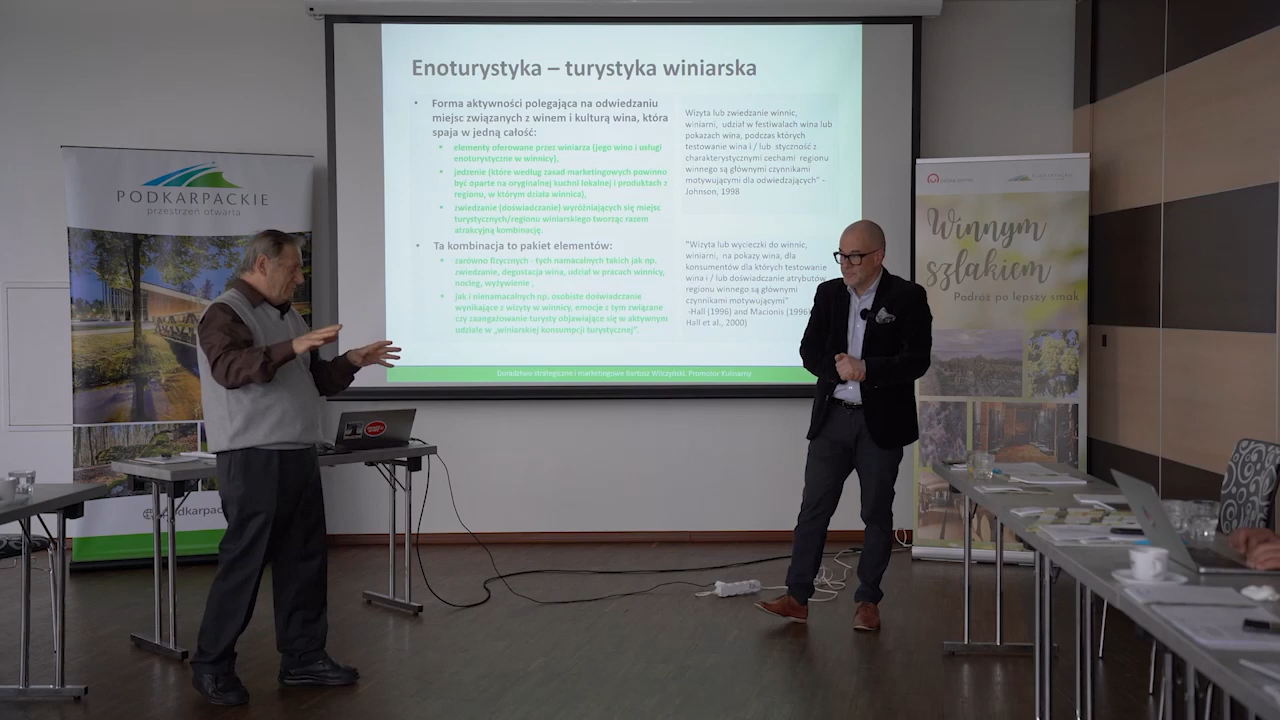 Enoturystyka – turystyka winiarska
• Forma aktywności polegająca na odwiedzaniu
miejsc związanych z winem i kulturą wina, która
spaja w jedną całość:
• elementy oferowane przez winiarza (jego wino i usługi
enoturystyczne w winnicy),
• jedzenie (które według zasad marketingowych powinno
być oparte na oryginalnej kuchni lokalnej i produktach z
regionu, w którym działa winnica),
• zwiedzanie (doświadczanie) wyróżniających się miejsc
turystycznych/regionu winiarskiego tworząc razem
atrakcyjną kombinację.
• Ta kombinacja to pakiet elementów:
• zarówno fizycznych - tych namacalnych takich jak np.
zwiedzanie, degustacja wina, udział w pracach winnicy,
nocleg, wyżywienie ,
• jak i nienamacalnych np. osobiste doświadczanie
wynikające z wizyty w winnicy, emocje z tym związane
czy zaangażowanie turysty objawiające się w aktywnym
udziale w „winiarskiej konsumpcji turystycznej".
Wizyta lub zwiedzanie winnic,
winiarni, udział w festiwalach wina lub
pokazach wina, podczas których
testowanie wina i / lub styczność z
charakterystycznymi cechami regionu
winnego są głównymi czynnikami
motywującymi dla odwiedzających" -
Johnson, 1998
"Wizyta lub wycieczki do winnic,
winiarni, na pokazy wina, dla
konsumentów dla których testowanie
wina i / lub doświadczanie atrybutów
regionu winnego są głównymi
czynnikami motywującymi"
-Hall (1996) and Macionis (1996)
Hall et al., 2000)
Doradztwo strategiczne i marketingowe Bartosz Wilczyński. Promotor Kulinarny
PODKARPACKIE
przestrzeń otwarta
podkarpac
Winnym
szlakiem
Podróż po lepszy smak